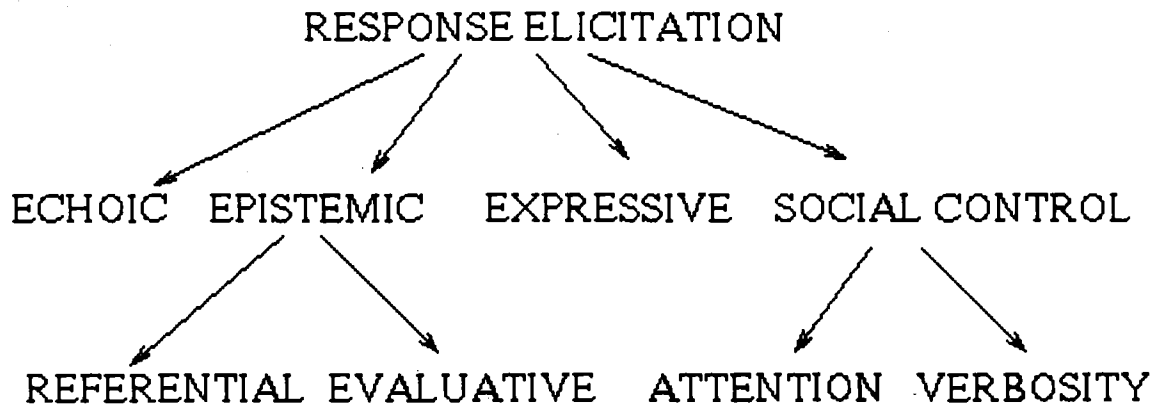 RESPONSE ELICITATION
ECHOIC EPISTEMIC EXPRESSIVE SOCIAL CONTROL
REFERENTIAL EVALUATIVE ATTENTION VERBOSITY